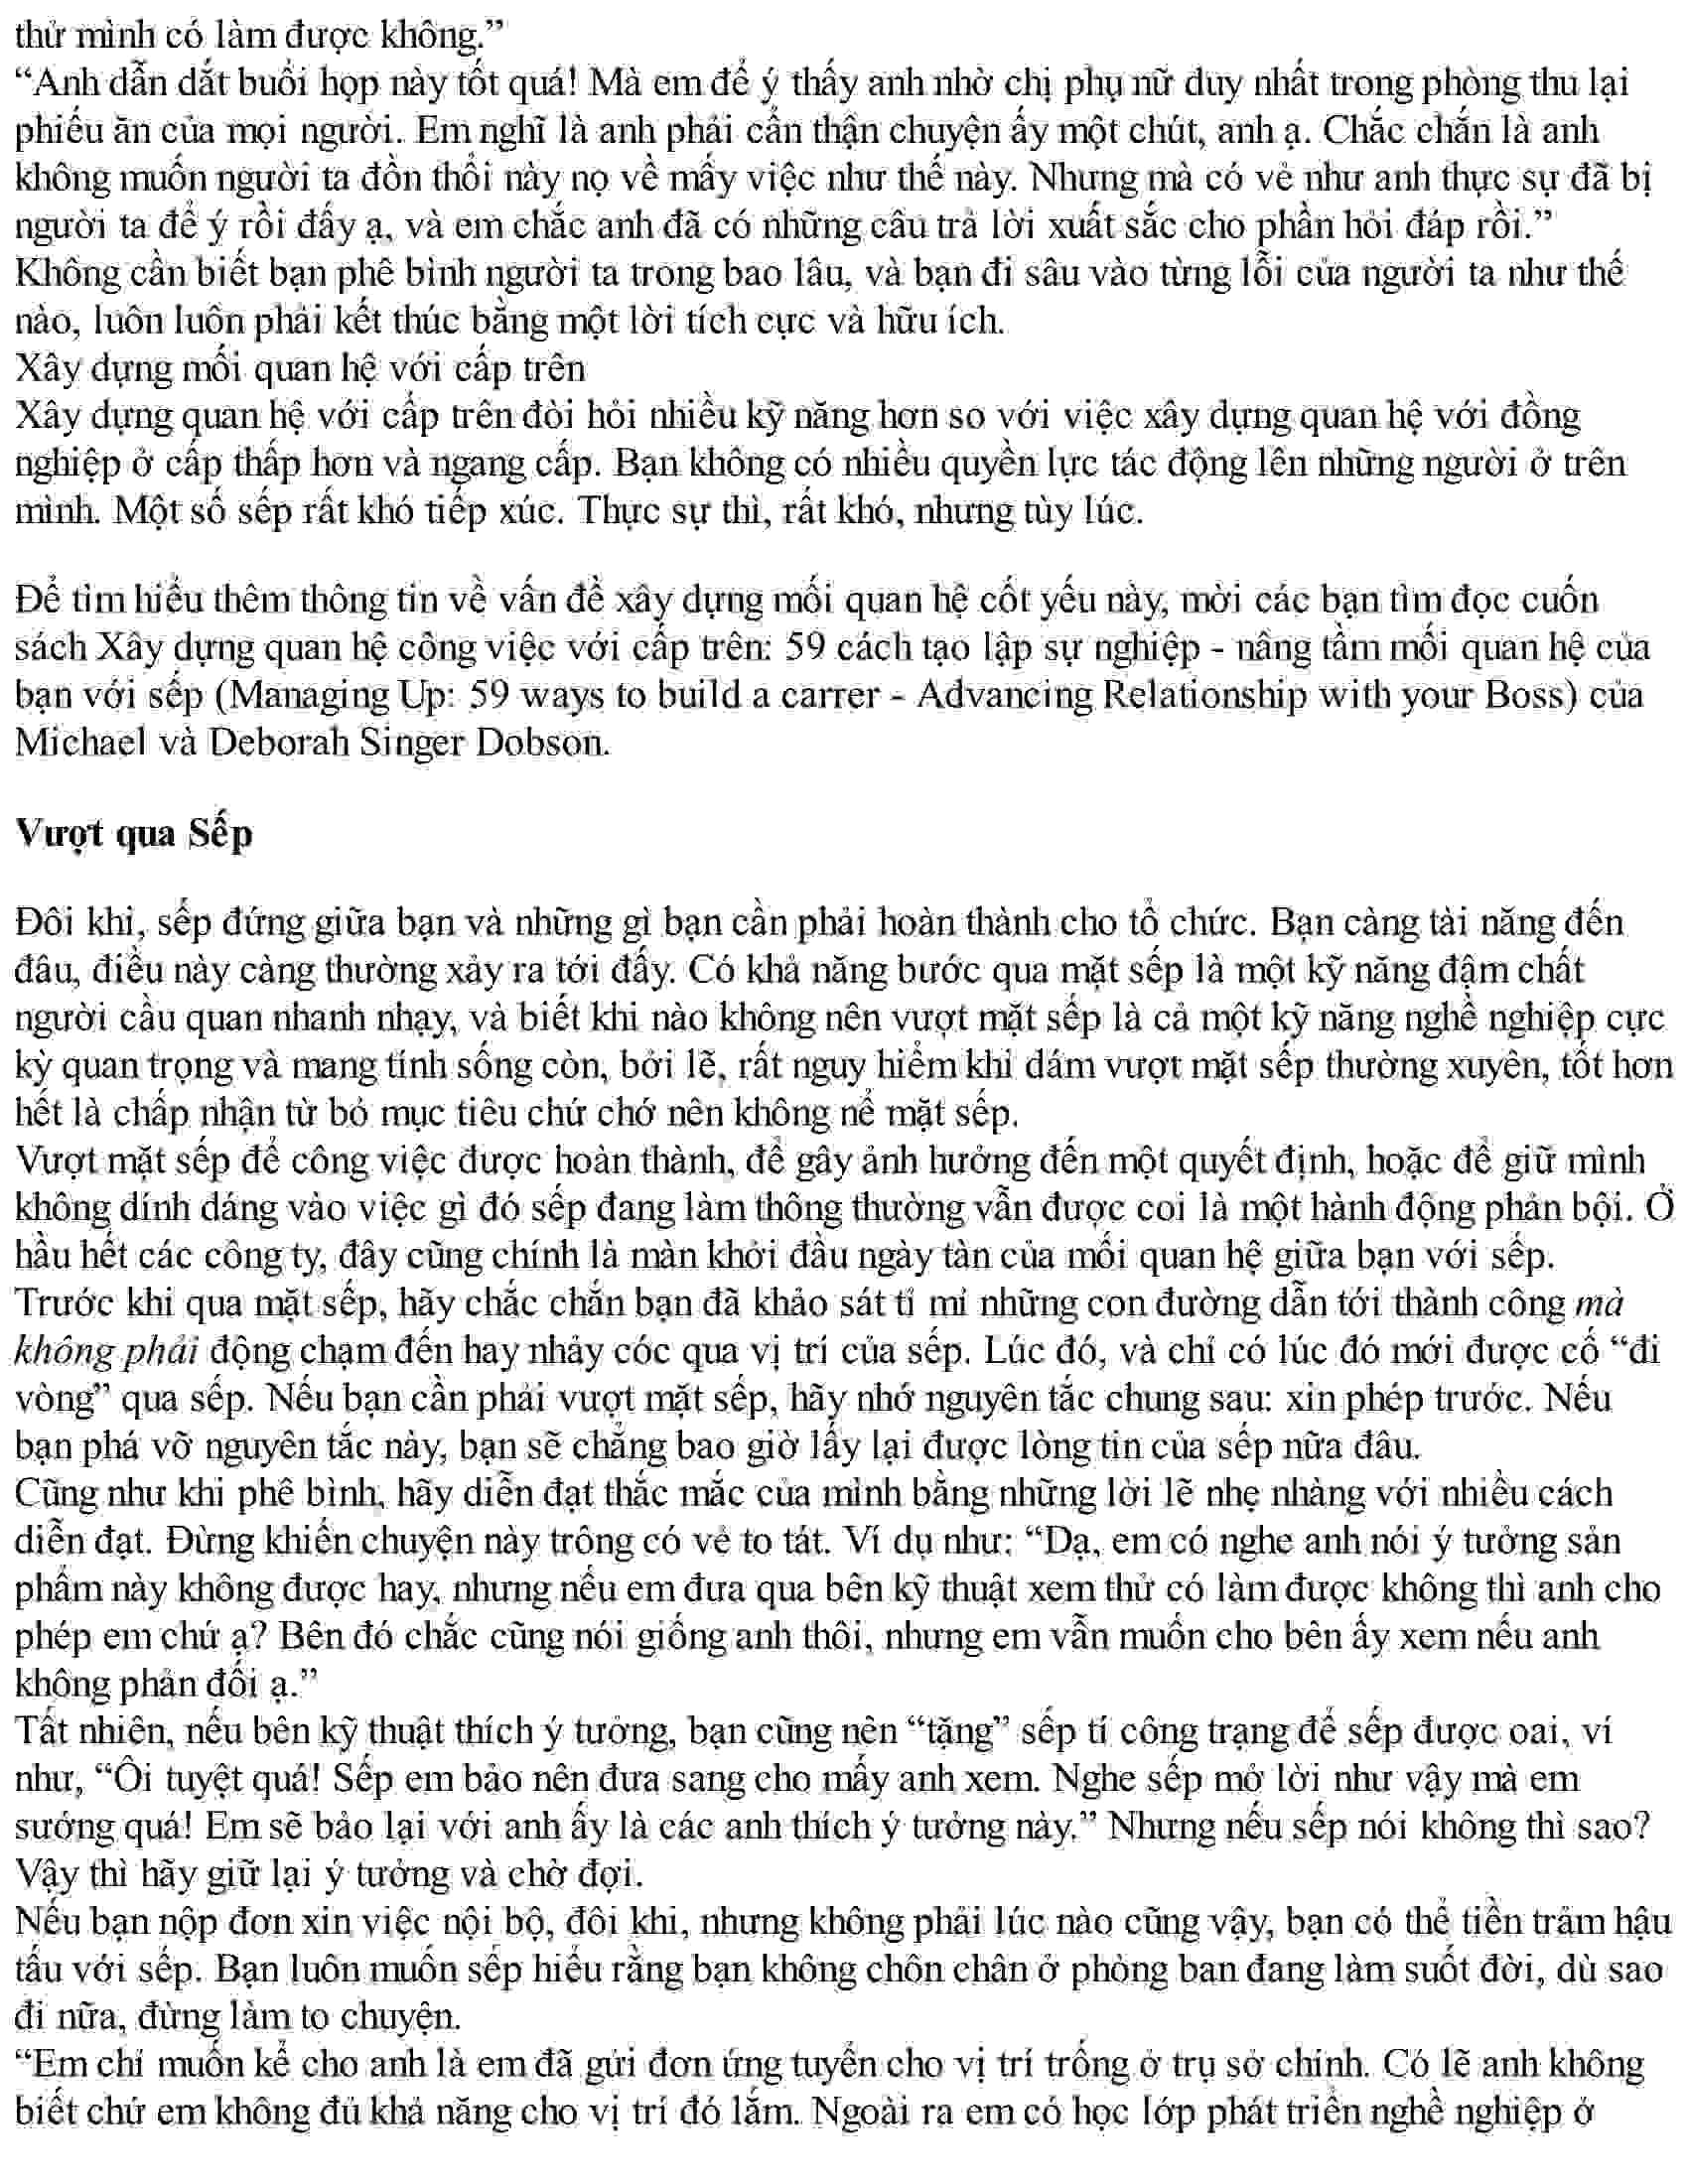 thử mình có làm được không.”
“Anh dẫn dắt buổi họp này tốt quá! Mà em để ý thấy anh nhờ chị phụ nữ duy nhất trong phòng thu lại
phiếu ăn của mọi người. Em nghĩ là anh phải cẩn thận chuyện ấy một chút, anh ạ. Chắc chắn là anh
không muốn người ta đồn thổi này nọ về mấy việc như thế này. Nhưng mà có vẻ như anh thực sự đã bị
người ta để ý rồi đấy ạ, và em chắc anh đã có những câu trả lời xuất sắc cho phần hỏi đáp rồi.”
Không cần biết bạn phê bình người ta trong bao lâu, và bạn đi sâu vào từng lỗi của người ta như thế
nào, luôn luôn phải kết thúc bằng một lời tích cực và hữu ích.
Xây dựng mối quan hệ với cấp trên
Xây dựng quan hệ với cấp trên đòi hỏi nhiều kỹ năng hơn so với việc xây dựng quan hệ với đồng
nghiệp ở cấp thấp hơn và ngang cấp. Bạn không có nhiều quyền lực tác động lên những người ở trên
mình. Một số sếp rất khó tiếp xúc. Thực sự thì, rất khó, nhưng tùy lúc.
Để tìm hiểu thêm thông tin về vấn đề xây dựng mối quan hệ cốt yếu này, mời các bạn tìm đọc cuốn
sách Xây dựng quan hệ công việc với cấp trên: 59 cách tạo lập sự nghiệp - nâng tầm mối quan hệ của
bạn với sếp (Managing Up: 59 ways to build a carrer - Advancing Relationship with your Boss) của
Michael và Deborah Singer Dobson.
Vượt qua Sếp
Đôi khi, sếp đứng giữa bạn và những gì bạn cần phải hoàn thành cho tổ chức. Bạn càng tài năng đến
đâu, điều này càng thường xảy ra tới đấy. Có khả năng bước qua mặt sếp là một kỹ năng đậm chất
người cầu quan nhanh nhạy, và biết khi nào không nên vượt mặt sếp là cả một kỹ năng nghề nghiệp cực
kỳ quan trọng và mang tính sống còn, bởi lẽ, rất nguy hiểm khi dám vượt mặt sếp thường xuyên, tốt hơn
hết là chấp nhận từ bỏ mục tiêu chứ chớ nên không nể mặt sếp.
Vượt mặt sếp để công việc được hoàn thành, để gây ảnh hưởng đến một quyết định, hoặc để giữ mình
không dính dáng vào việc gì đó sếp đang làm thông thường vẫn được coi là một hành động phản bội. Ở
hầu hết các công ty, đây cũng chính là màn khởi đầu ngày tàn của mối quan hệ giữa bạn với sếp.
Trước khi qua mặt sếp, hãy chắc chắn bạn đã khảo sát tỉ mỉ những con đường dẫn tới thành công mà
không phải động chạm đến hay nhảy cóc qua vị trí của sếp. Lúc đó, và chỉ có lúc đó mới được cố “đi
vòng” qua sếp. Nếu bạn cần phải vượt mặt sếp, hãy nhớ nguyên tắc chung sau: xin phép trước. Nếu
bạn phá vỡ nguyên tắc này, bạn sẽ chẳng bao giờ lấy lại được lòng tin của sếp nữa đâu.
Cũng như khi phê bình, hãy diễn đạt thắc mắc của mình bằng những lời lẽ nhẹ nhàng với nhiều cách
diễn đạt. Đừng khiến chuyện này trông có vẻ to tát. Ví dụ như: “Dạ, em có nghe anh nói ý tưởng sản
phẩm này không được hay, nhưng nếu em đưa qua bên kỹ thuật xem thử có làm được không thì anh cho
phép em chứ ạ? Bên đó chắc cũng nói giống anh thôi, nhưng em vẫn muốn cho bên ấy xem nếu anh
không phản đối ạ.”
Tất nhiên, nếu bên kỹ thuật thích ý tưởng, bạn cũng nên “tặng” sếp tí công trạng để sếp được oai, ví
như, “Ôi tuyệt quá! Sếp em bảo nên đưa sang cho mấy anh xem. Nghe sếp mở lời như vậy mà em
sướng quá! Em sẽ bảo lại với anh ấy là các anh thích ý tưởng này.” Nhưng nếu sếp nói không thì sao?
Vậy thì hãy giữ lại ý tưởng và chờ đợi.
Nếu bạn nộp đơn xin việc nội bộ, đôi khi, nhưng không phải lúc nào cũng vậy, bạn có thể tiền trảm hậu
tấu với sếp. Bạn luôn muốn sếp hiểu rằng bạn không chôn chân ở phòng ban đang làm suốt đời, dù sao
đi nữa, đừng làm to chuyện.
“Em chỉ muốn kể cho anh là em đã gửi đơn ứng tuyển cho vị trí trống ở trụ sở chính. Có lẽ anh không
biết chứ em không đủ khả năng cho vị trí đó lắm. Ngoài ra em có học lớp phát triển nghề nghiệp ở